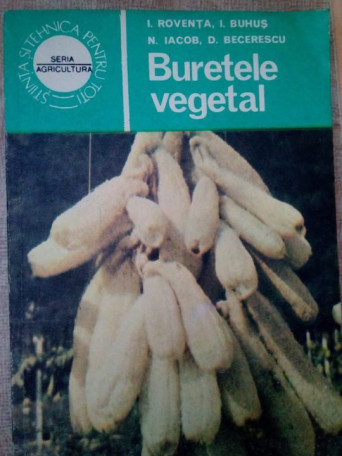 I. ROVENȚA, I. BUHUȘ
N. IACOB, D. BECERESCU
Buretele
vegetal
ȘTIINȚA ȘI TEHNICA PENTRU TOȚI
SERIA
AGRICULTURA